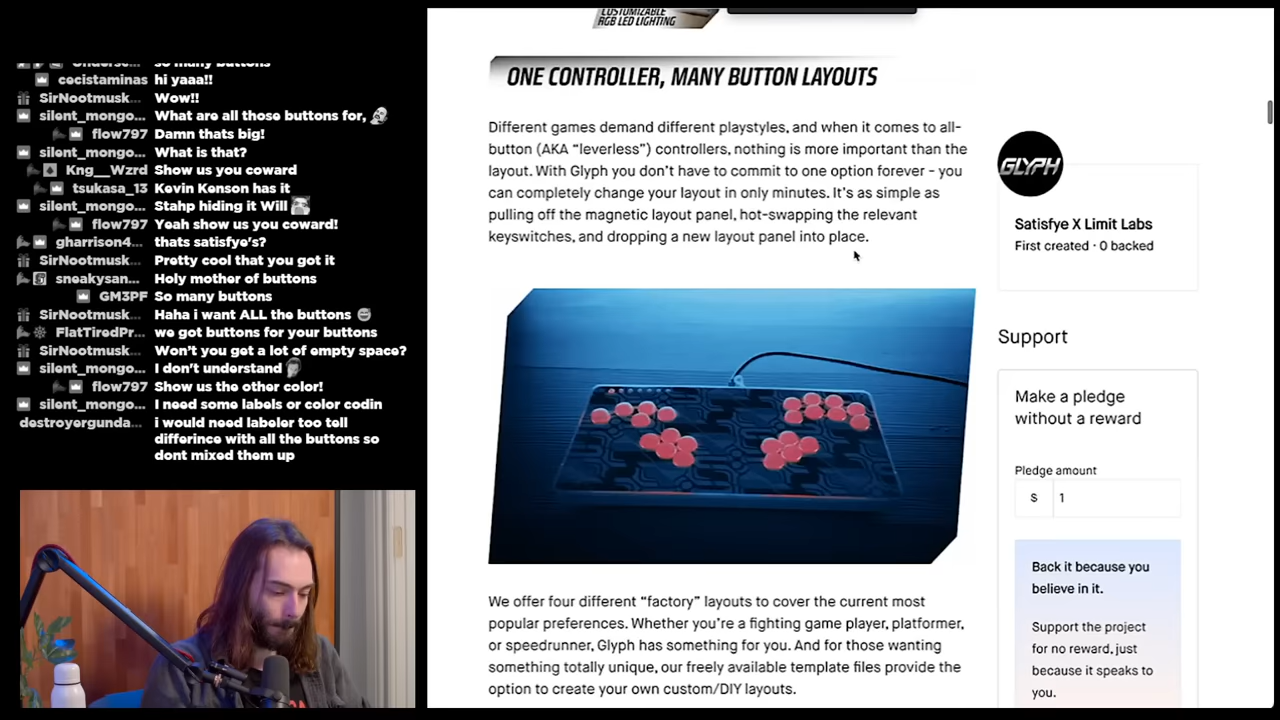 so many buttons
cecistaminas hi yaaa!!
SirNootmusk... Wow!!
silent_mongo... What are all those buttons for,
flow797 Damn thats big!
silent_mongo... What is that?
Kng__Wzrd Show us you coward
tsukasa_13 Kevin Kenson has it
silent_mongo... Stahp hiding it Will
flow797 Yeah show us you coward!
gharrison4... thats satisfye's?
SirNootmusk... Pretty cool that you got it
sneakysan... Holy mother of buttons
GM3PF So many buttons
SirNootmusk... Haha i want ALL the buttons
FlatTiredPr... we got buttons for your buttons
SirNootmusk... Won't you get a lot of empty space?
silent_mongo... I don't understand
flow797 Show us the other color!
silent_mongo... I need some labels or color codin
destroyergunda... i would need labeler too tell
differince with all the buttons so
dont mixed them up
CUSTOMIZABLE
RGB LED LIGHTING
ONE CONTROLLER, MANY BUTTON LAYOUTS
Different games demand different playstyles, and when it comes to all-
button (AKA “leverless”) controllers, nothing is more important than the
layout. With Glyph you don’t have to commit to one option forever - you
can completely change your layout in only minutes. It’s as simple as
pulling off the magnetic layout panel, hot-swapping the relevant
keyswitches, and dropping a new layout panel into place.
We offer four different “factory” layouts to cover the current most
popular preferences. Whether you’re a fighting game player, platformer,
or speedrunner, Glyph has something for you. And for those wanting
something totally unique, our freely available template files provide the
option to create your own custom/DIY layouts.
GLYPH
Satisfye X Limit Labs
First created · 0 backed
Support
Make a pledge
without a reward
Pledge amount
$ 1
Back it because you
believe in it.
Support the project
for no reward, just
because it speaks to
you.